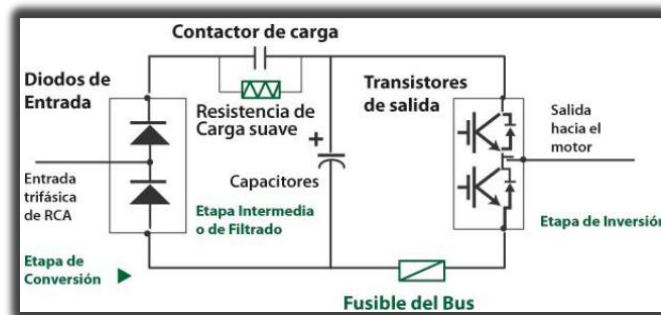 Contactor de carga
Diodos de
Entrada
Resistencia de
Carga suave
Transistores
de salida
Salida
hacia el
motor
+
Capacitores
Entrada
trifásica
de RCA
Etapa Intermedia
o de Filtrado
Etapa de Inversión
Etapa de
Conversión
Fusible del Bus